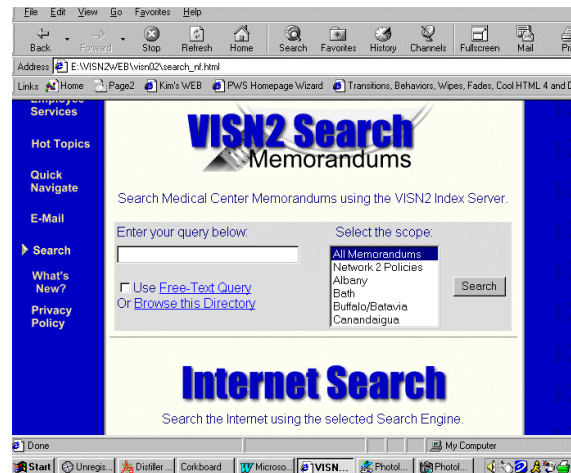 File Edit View Go Favorites Help
Back Forward Stop Refresh Home Search Favorites History Channels Fullscreen Mail
Address E:\VISN2\WEB\visn02\search_nf.html
Links Home Page2 Kim's WEB PWS Homepage Wizard Transitions, Behaviors, Wipes, Fades, Cool HTML 4 and
Employee
Services
Hot Topics
Quick
Navigate
E-Mail
Search
What's
New?
Privacy
Policy
VISN2 Search
Memorandums
Search Medical Center Memorandums using the VISN2 Index Server.
Enter your query below:
Select the scope:
All Memorandums
Network 2 Policies
Albany
Bath
Buffalo/Batavia
Canandaigua
Search
Use Free-Text Query
Or Browse this Directory
Internet Search
Search the Internet using the selected Search Engine.
Done My Computer
Start Unregis... Distiller ... Corkboard Microso... VISN... Photol... Photol...